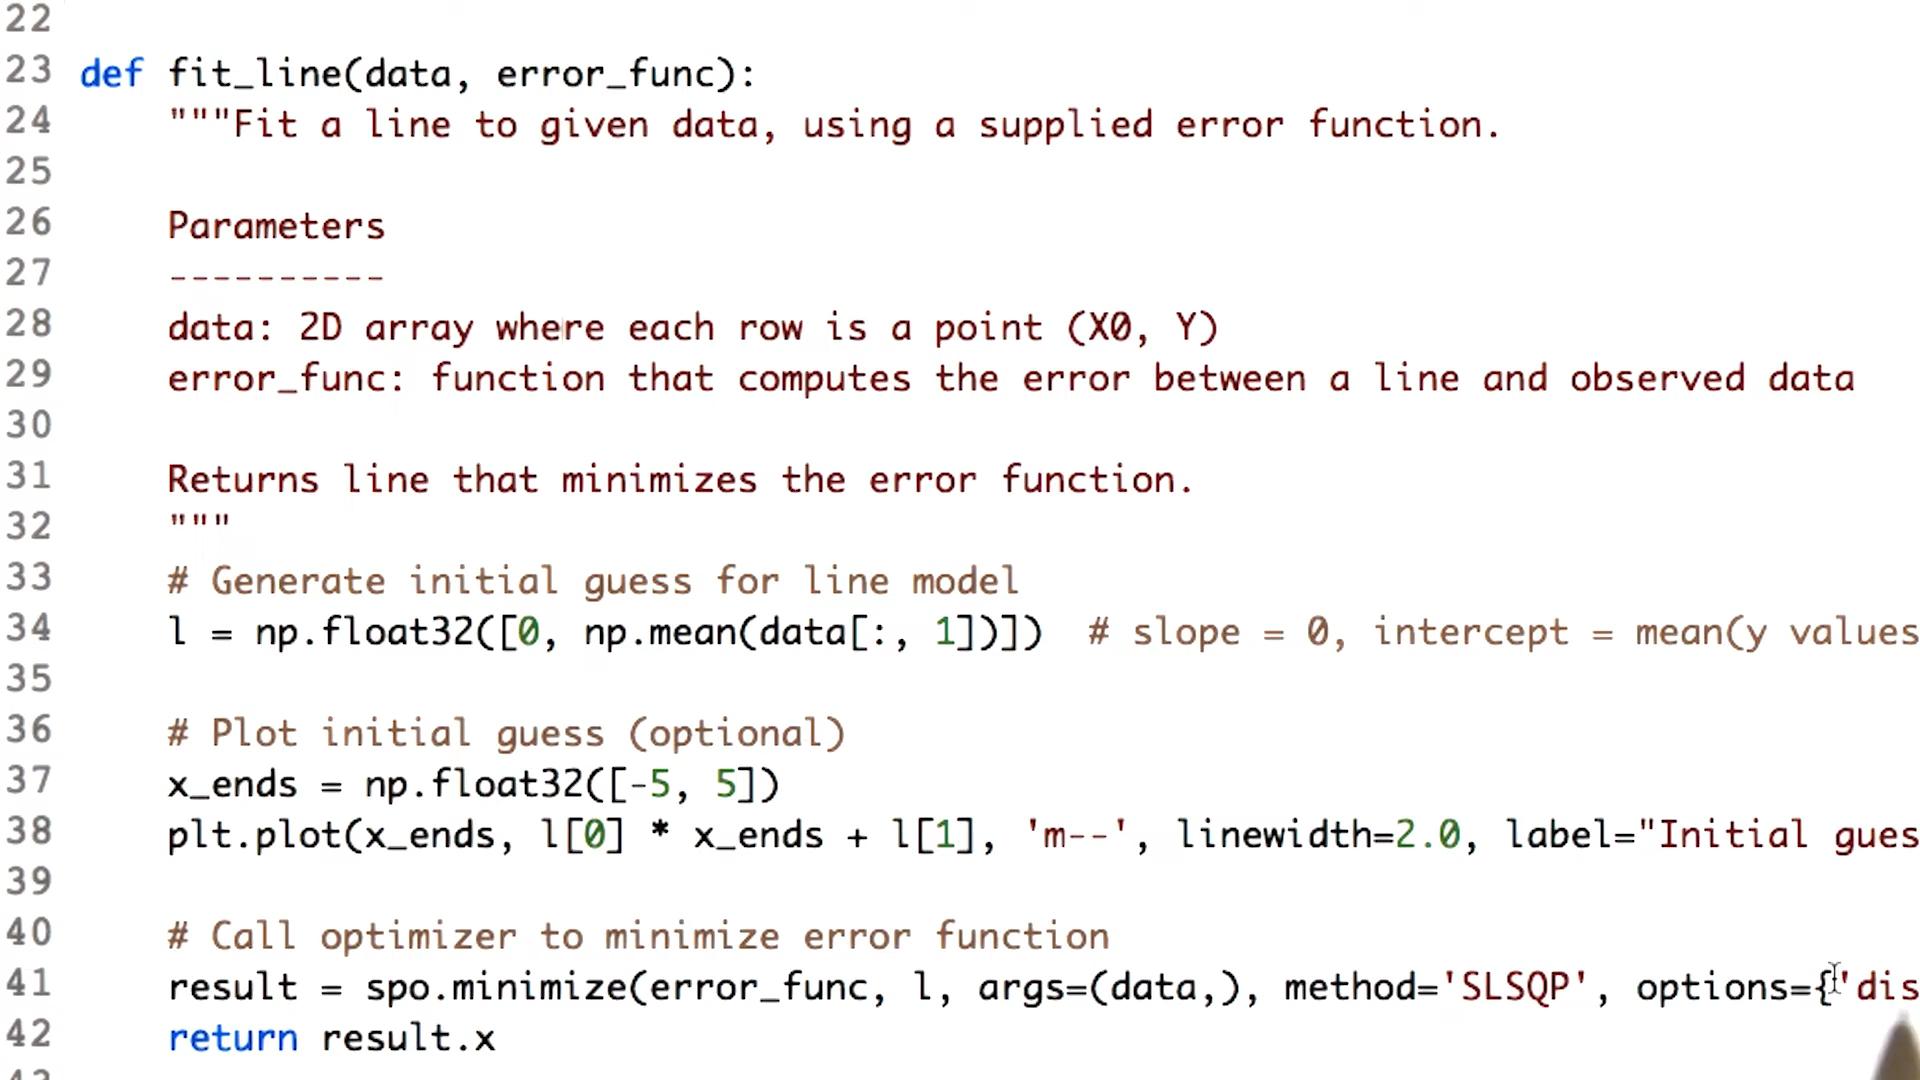 22
23 def fit_line(data, error_func):
24     """Fit a line to given data, using a supplied error function.
25
26     Parameters
27     ----------
28     data: 2D array where each row is a point (X0, Y)
29     error_func: function that computes the error between a line and observed data
30
31     Returns line that minimizes the error function.
32     """
33     # Generate initial guess for line model
34     l = np.float32([0, np.mean(data[:, 1])])  # slope = 0, intercept = mean(y values
35
36     # Plot initial guess (optional)
37     x_ends = np.float32([-5, 5])
38     plt.plot(x_ends, l[0] * x_ends + l[1], 'm--', linewidth=2.0, label="Initial gues
39
40     # Call optimizer to minimize error function
41     result = spo.minimize(error_func, l, args=(data,), method='SLSQP', options={'dis
42     return result.x